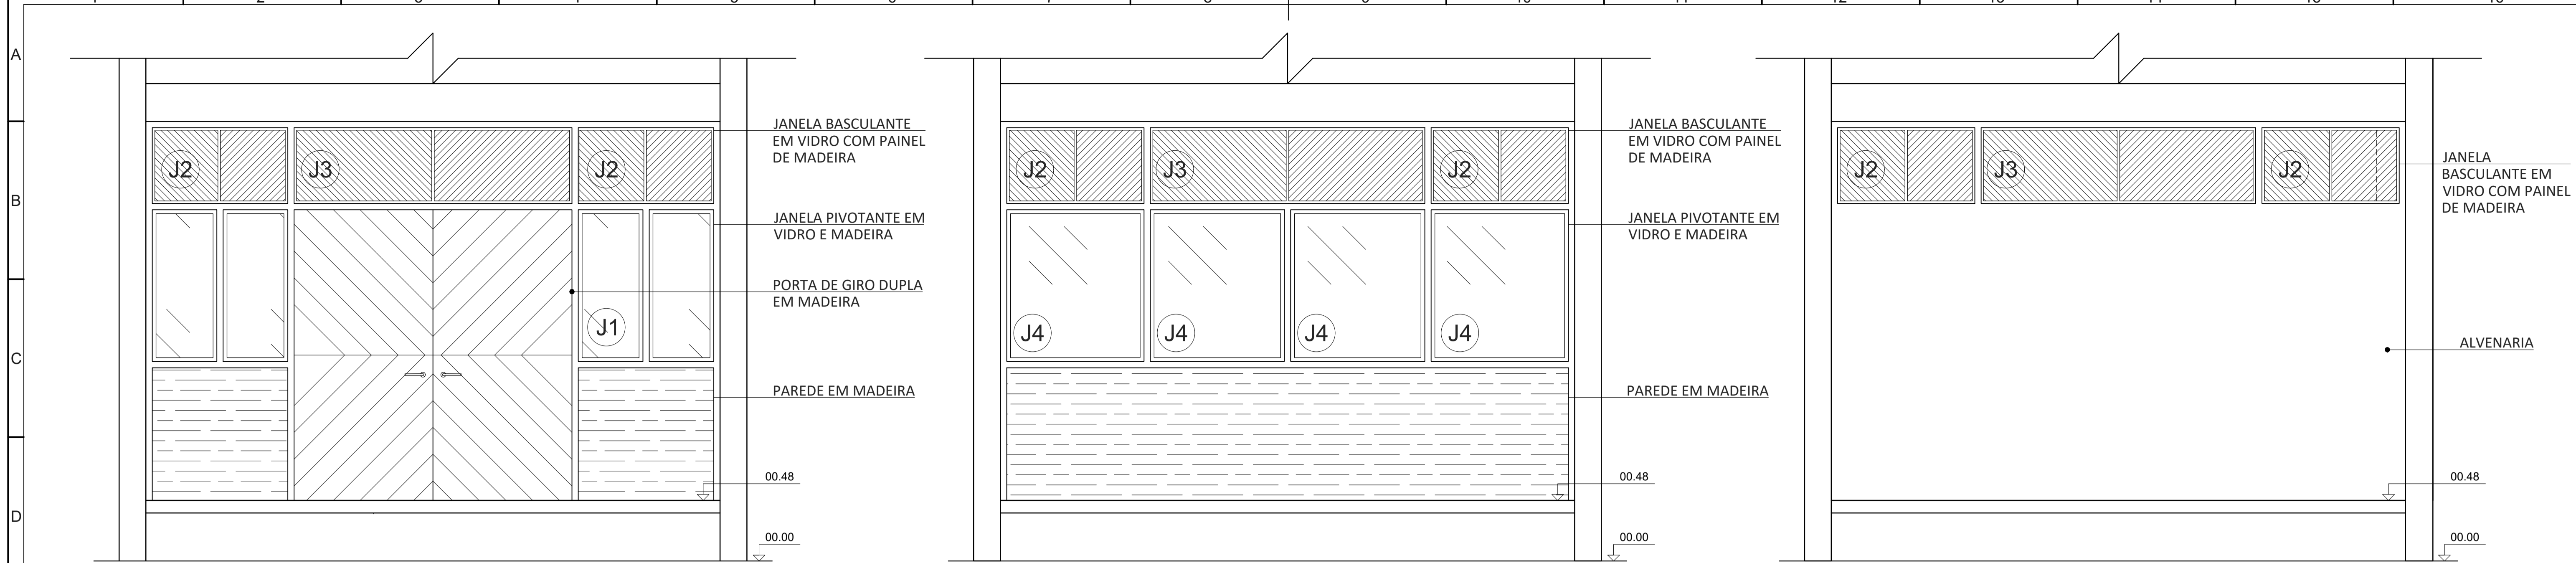 A
B
C
D
J2
J3
J2
J1
JANELA BASCULANTE
EM VIDRO COM PAINEL
DE MADEIRA
JANELA PIVOTANTE EM
VIDRO E MADEIRA
PORTA DE GIRO DUPLA
EM MADEIRA
PAREDE EM MADEIRA
00.48
00.00
J2
J3
J2
J4
J4
J4
J4
JANELA BASCULANTE
EM VIDRO COM PAINEL
DE MADEIRA
JANELA PIVOTANTE EM
VIDRO E MADEIRA
PAREDE EM MADEIRA
00.48
00.00
J2
J3
J2
JANELA
BASCULANTE EM
VIDRO COM PAINEL
DE MADEIRA
ALVENARIA
00.48
00.00